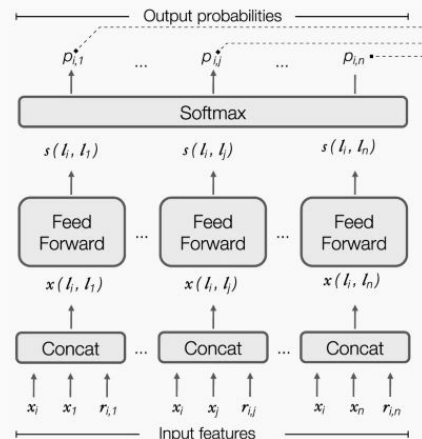 Output probabilities
p_{i,1} ... p_{i,j} ... p_{i,n}
Softmax
s(l_i, l_1) s(l_i, l_j) s(l_i, l_n)
Feed Forward ... Feed Forward ... Feed Forward
x(l_i, l_1) x(l_i, l_j) x(l_i, l_n)
Concat ... Concat ... Concat
x_i x_1 r_{i,1} x_i x_j r_{i,j} x_i x_n r_{i,n}
Input features